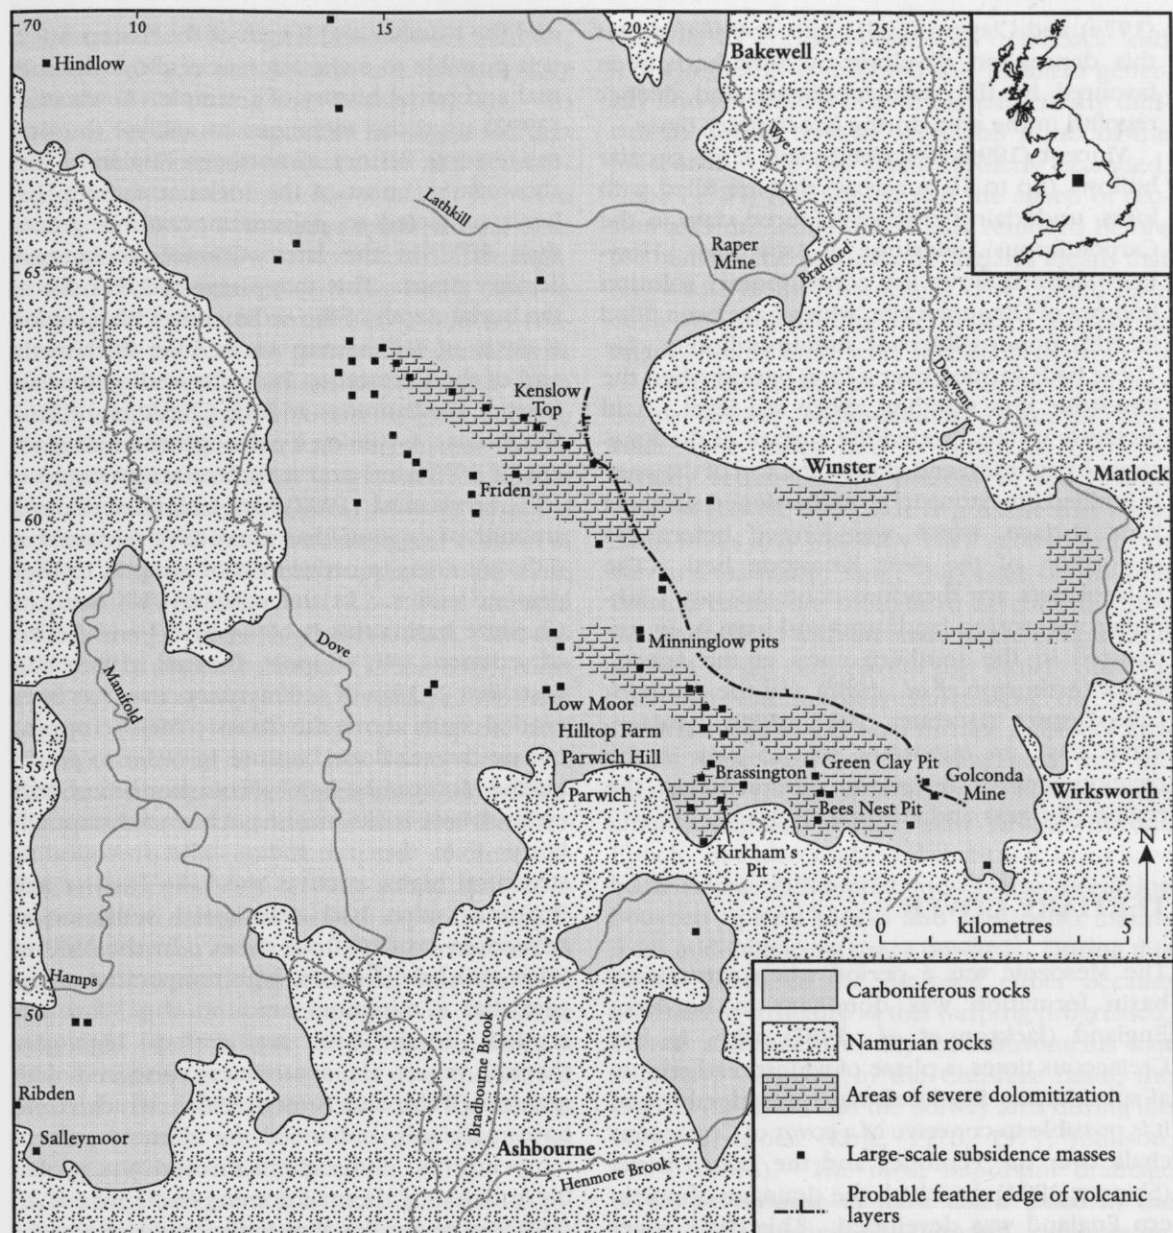 70
10
15
20
25
Hindlow
Bakewell
Wye
Lathkill
Raper
Mine
Bradford
65
Derwent
Kenslow
Top
Winster
Matlock
Friden
60
Dove
Manifold
Minninglow pits
Low Moor
Hilltop Farm
Parwich Hill
55
Green Clay Pit
Brassington
Golconda
Mine
Parwich
Bees Nest Pit
Wirksworth
Kirkham's
Pit
N
0
kilometres
5
Hamps
50
Bradbourne Brook
Ribden
Salleymoor
Ashbourne
Henmore Brook
Carboniferous rocks
Namurian rocks
Areas of severe dolomitization
Large-scale subsidence masses
Probable feather edge of volcanic
layers